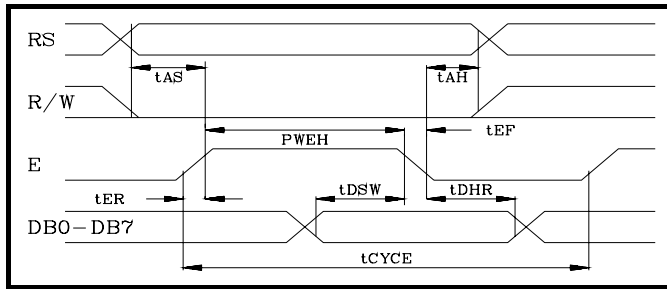 RS
tAS
tAH
R/W
PWEH
tEF
E
tER
tDSW
tDHR
DB0-DB7
tCYCE